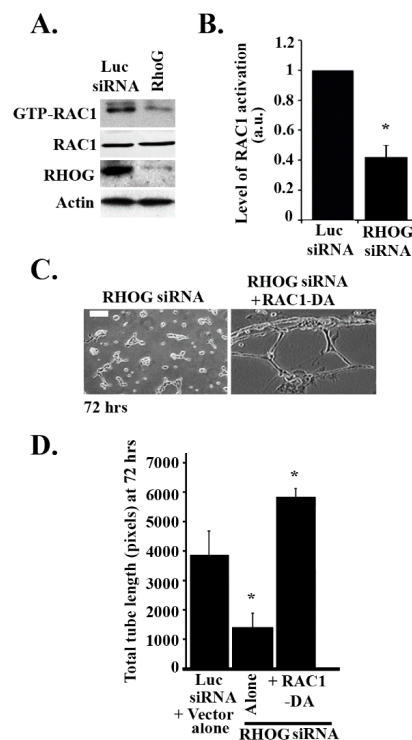 A.
Luc
siRNA
RhoG
GTP-RAC1
RAC1
RHOG
Actin
B.
Level of RAC1 activation
(a.u.)
1.2
1
0.8
0.6
0.4
0.2
0
*
Luc
siRNA
RHOG
siRNA
C.
RHOG siRNA
RHOG siRNA
+RAC1-DA
72 hrs
D.
Total tube length (pixels) at 72 hrs
7000
6000
5000
4000
3000
2000
1000
0
*
*
Luc
siRNA
+ Vector
alone
Alone
+ RAC1
-DA
RHOG siRNA